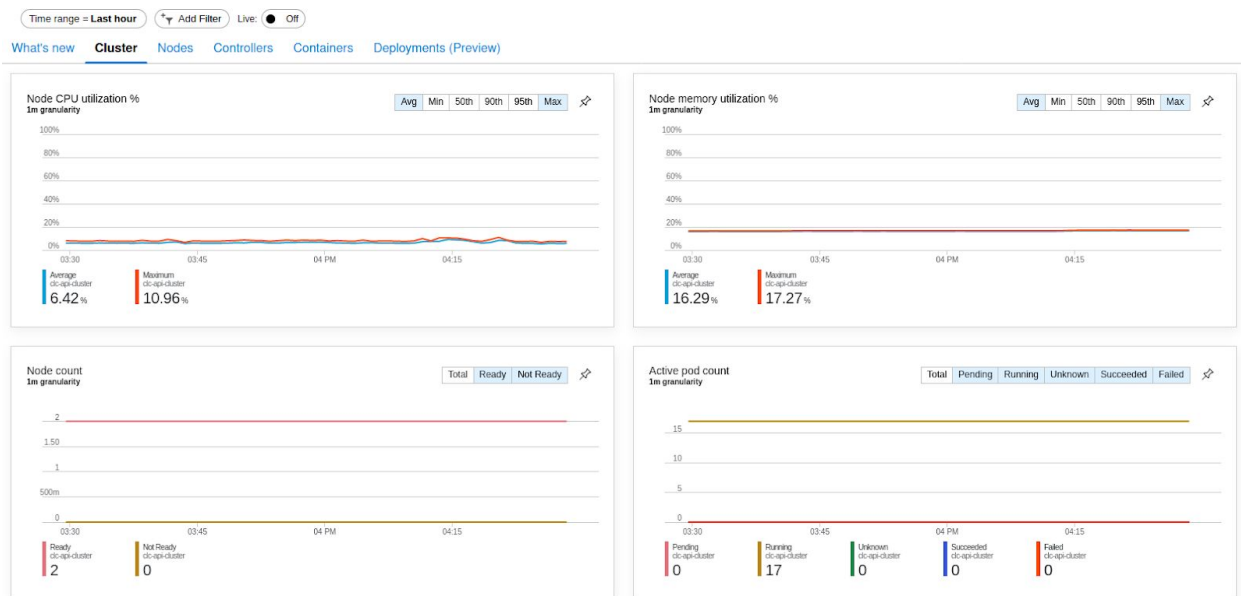 Time range = Last hour Add Filter Live: Off
What's new Cluster Nodes Controllers Containers Deployments (Preview)
Node CPU utilization %
1m granularity
Avg Min 50th 90th 95th Max
100%
80%
60%
40%
20%
0%
03:30 03:45 04 PM 04:15
Average
clc-api-cluster
6.42 %
Maximum
clc-api-cluster
10.96 %
Node memory utilization %
1m granularity
Avg Min 50th 90th 95th Max
100%
80%
60%
40%
20%
0%
03:30 03:45 04 PM 04:15
Average
clc-api-cluster
16.29 %
Maximum
clc-api-cluster
17.27 %
Node count
1m granularity
Total Ready Not Ready
2
1.50
1
500m
0
03:30 03:45 04 PM 04:15
Ready
clc-api-cluster
2
Not Ready
clc-api-cluster
0
Active pod count
1m granularity
Total Pending Running Unknown Succeeded Failed
15
10
5
0
03:30 03:45 04 PM 04:15
Pending
clc-api-cluster
0
Running
clc-api-cluster
17
Unknown
clc-api-cluster
0
Succeeded
clc-api-cluster
0
Failed
clc-api-cluster
0